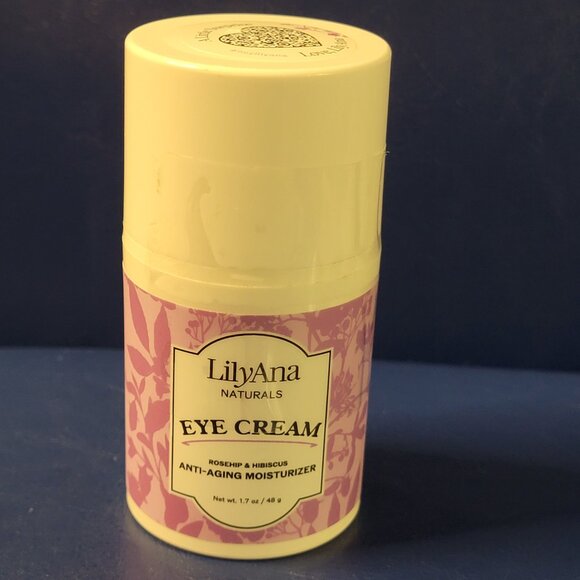 LilyAna
NATURALS
EYE CREAM
ROSEHIP & HIBISCUS
ANTI-AGING MOISTURIZER
Net wt. 1.7 oz / 48 g